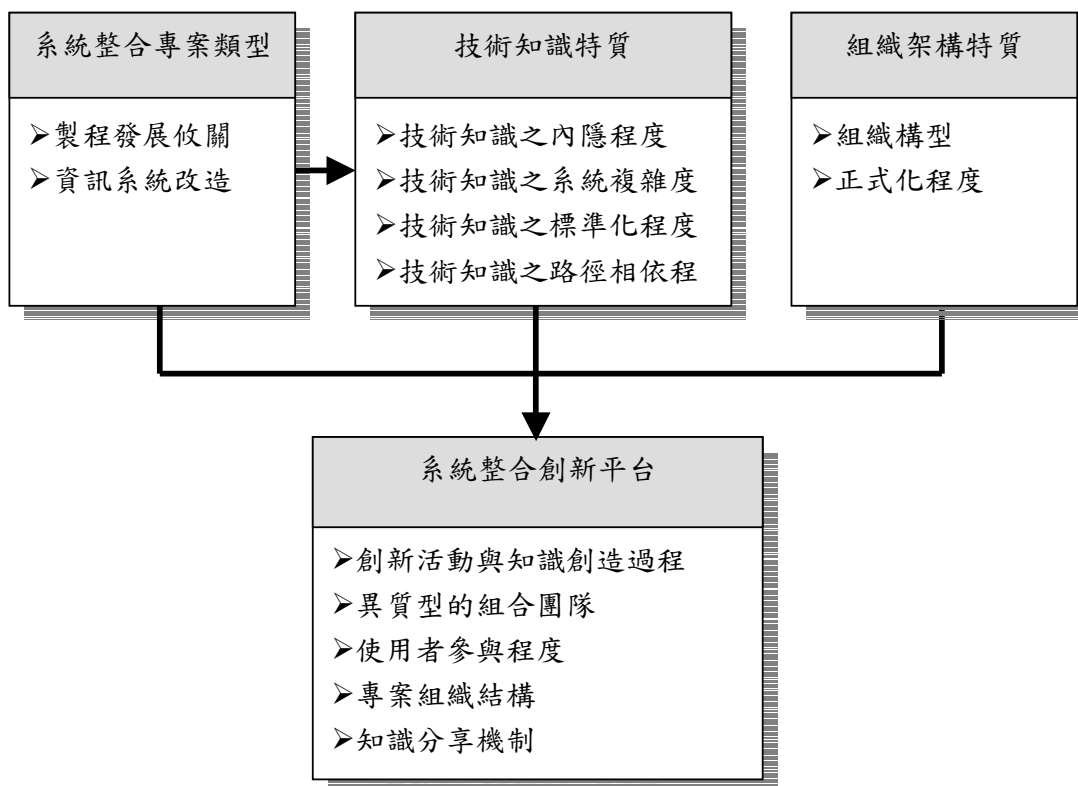 系統整合專案類型
➢製程發展攸關
➢資訊系統改造
技術知識特質
➢技術知識之內隱程度
➢技術知識之系統複雜度
➢技術知識之標準化程度
➢技術知識之路徑相依程
組織架構特質
➢組織構型
➢正式化程度
系統整合創新平台
➢創新活動與知識創造過程
➢異質型的組合團隊
➢使用者參與程度
➢專案組織結構
➢知識分享機制